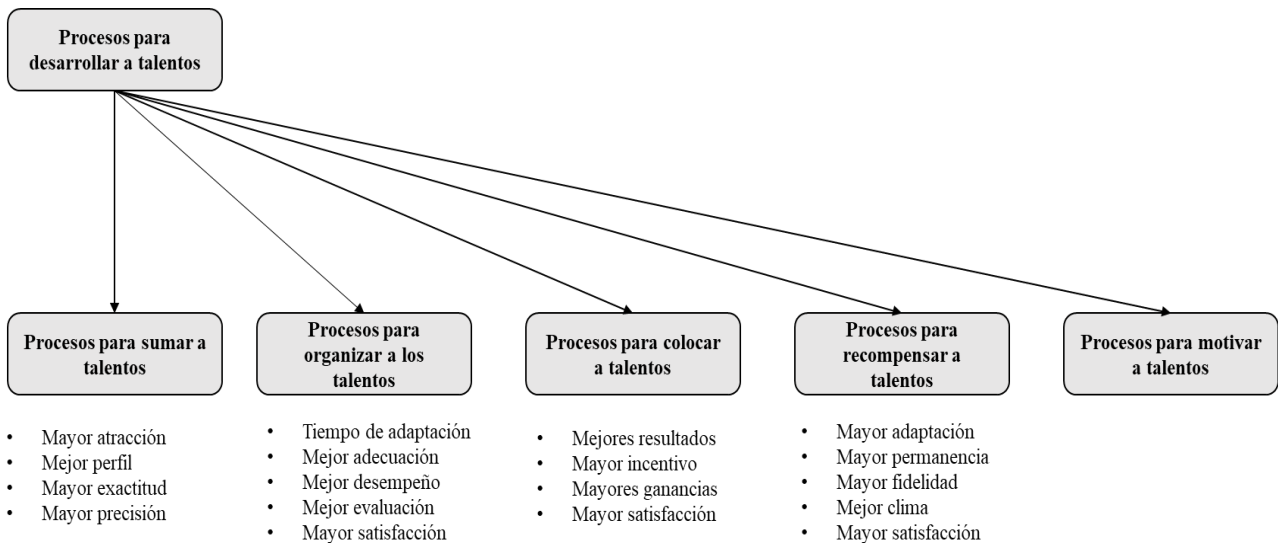 Procesos para
desarrollar a talentos
Procesos para sumar a
talentos
Procesos para
organizar a los
talentos
Procesos para colocar
a talentos
Procesos para
recompensar a
talentos
Procesos para motivar
a talentos
• Mayor atracción
• Mejor perfil
• Mayor exactitud
• Mayor precisión
• Tiempo de adaptación
• Mejor adecuación
• Mejor desempeño
• Mejor evaluación
• Mayor satisfacción
• Mejores resultados
• Mayor incentivo
• Mayores ganancias
• Mayor satisfacción
• Mayor adaptación
• Mayor permanencia
• Mayor fidelidad
• Mejor clima
• Mayor satisfacción